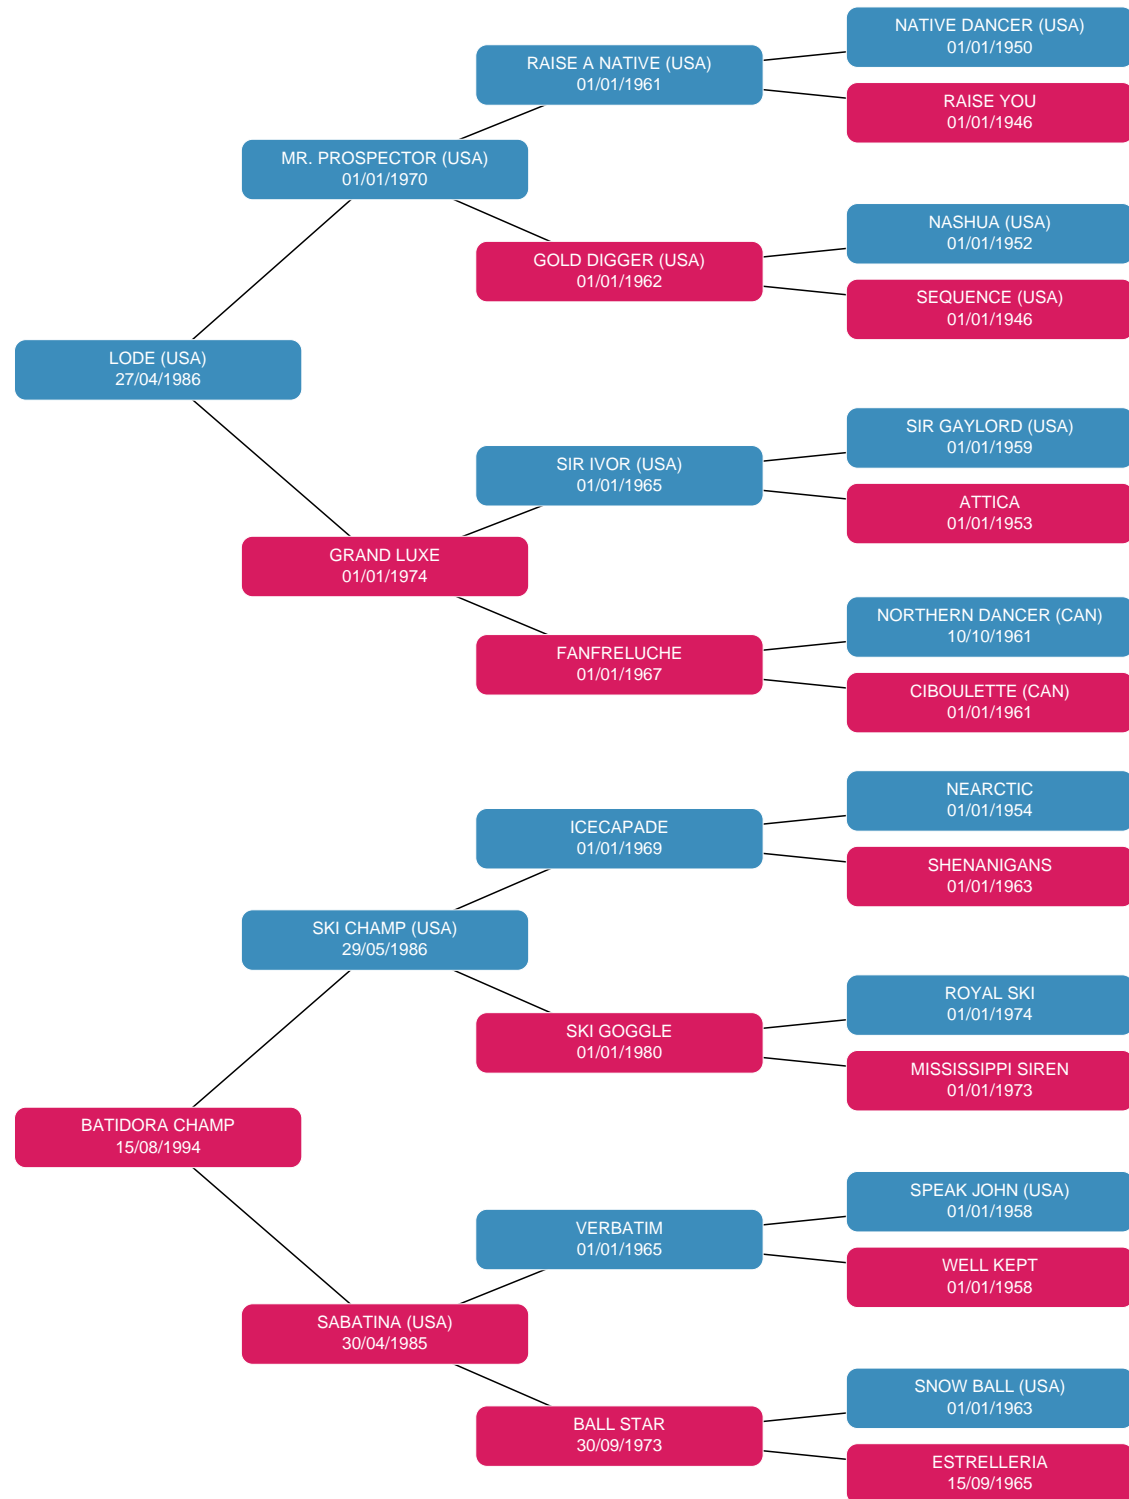 NATIVE DANCER (USA)
01/01/1950
RAISE A NATIVE (USA)
01/01/1961
RAISE YOU
01/01/1946
MR. PROSPECTOR (USA)
01/01/1970
NASHUA (USA)
01/01/1952
GOLD DIGGER (USA)
01/01/1962
SEQUENCE (USA)
01/01/1946
LODE (USA)
27/04/1986
SIR GAYLORD (USA)
01/01/1959
SIR IVOR (USA)
01/01/1965
ATTICA
01/01/1953
GRAND LUXE
01/01/1974
NORTHERN DANCER (CAN)
10/10/1961
FANFRELUCHE
01/01/1967
CIBOULETTE (CAN)
01/01/1961
NEARCTIC
01/01/1954
ICECAPADE
01/01/1969
SHENANIGANS
01/01/1963
SKI CHAMP (USA)
29/05/1986
ROYAL SKI
01/01/1974
SKI GOGGLE
01/01/1980
MISSISSIPPI SIREN
01/01/1973
BATIDORA CHAMP
15/08/1994
SPEAK JOHN (USA)
01/01/1958
VERBATIM
01/01/1965
WELL KEPT
01/01/1958
SABATINA (USA)
30/04/1985
SNOW BALL (USA)
01/01/1963
BALL STAR
30/09/1973
ESTRELLERIA
15/09/1965